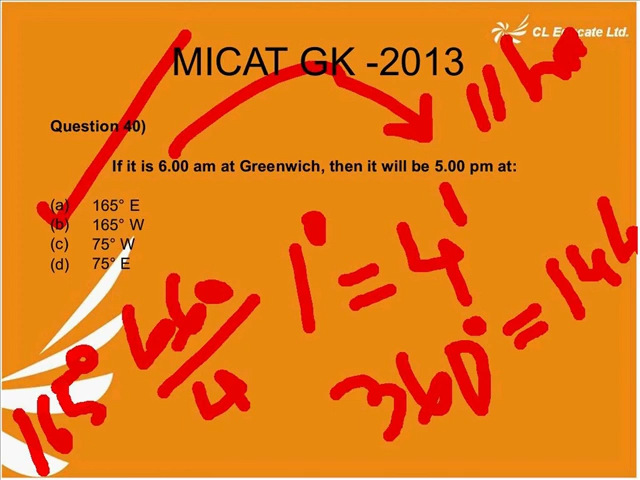 CL Educate Ltd.
MICAT GK -2013
11 hr
Question 40)
If it is 6.00 am at Greenwich, then it will be 5.00 pm at:
(a) 165° E
(b) 165° W
(c) 75° W
(d) 75° E
1° = 4'
660/4
165°
360° =